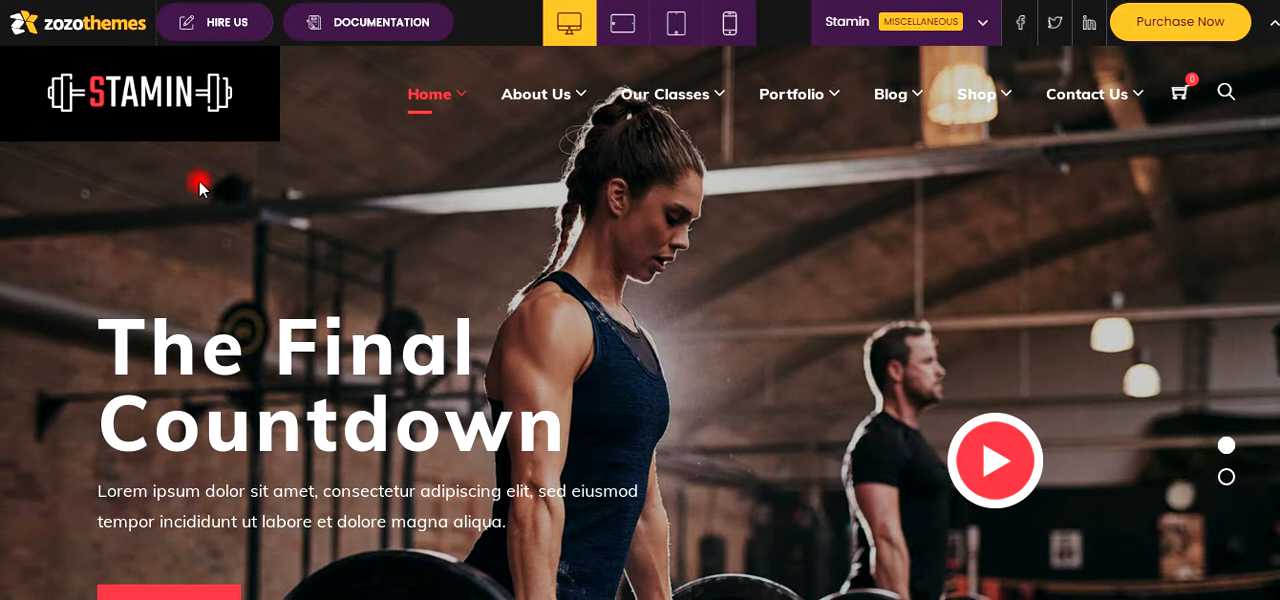 zozothemes HIRE US DOCUMENTATION Stamin MISCELLANEOUS Purchase Now
STAMIN Home About Us Our Classes Portfolio Blog Shop Contact Us 0
The Final
Countdown
Lorem ipsum dolor sit amet, consectetur adipiscing elit, sed eiusmod
tempor incididunt ut labore et dolore magna aliqua.